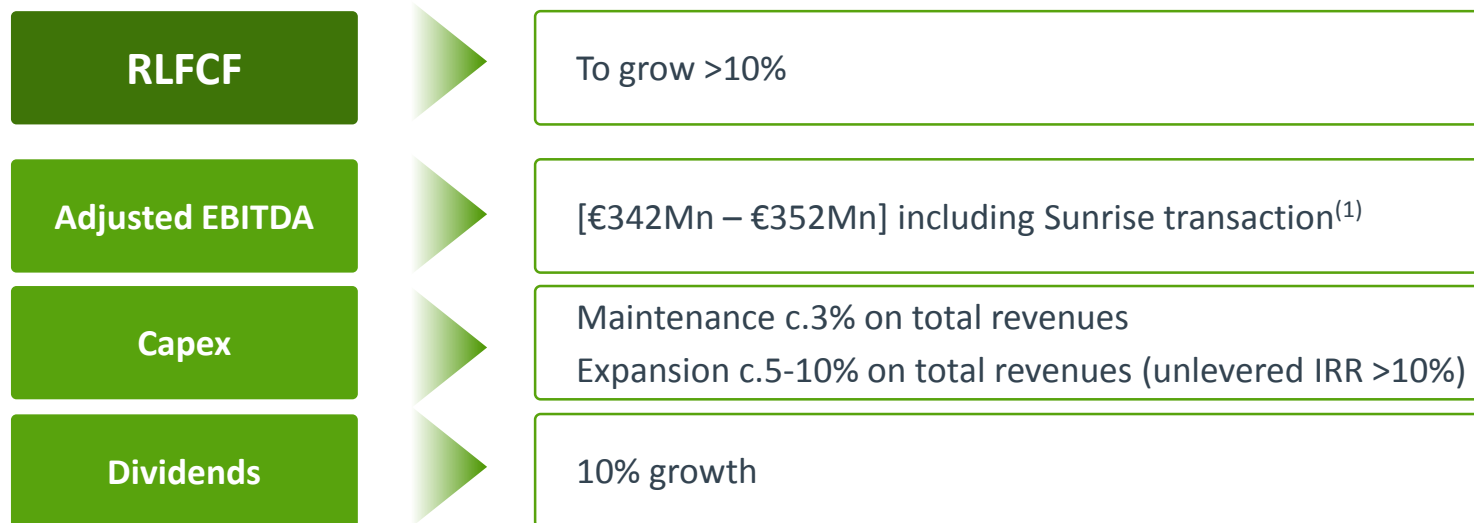 RLFCF
To grow >10%
Adjusted EBITDA
[€342Mn – €352Mn] including Sunrise transaction(1)
Capex
Maintenance c.3% on total revenues
Expansion c.5-10% on total revenues (unlevered IRR >10%)
Dividends
10% growth